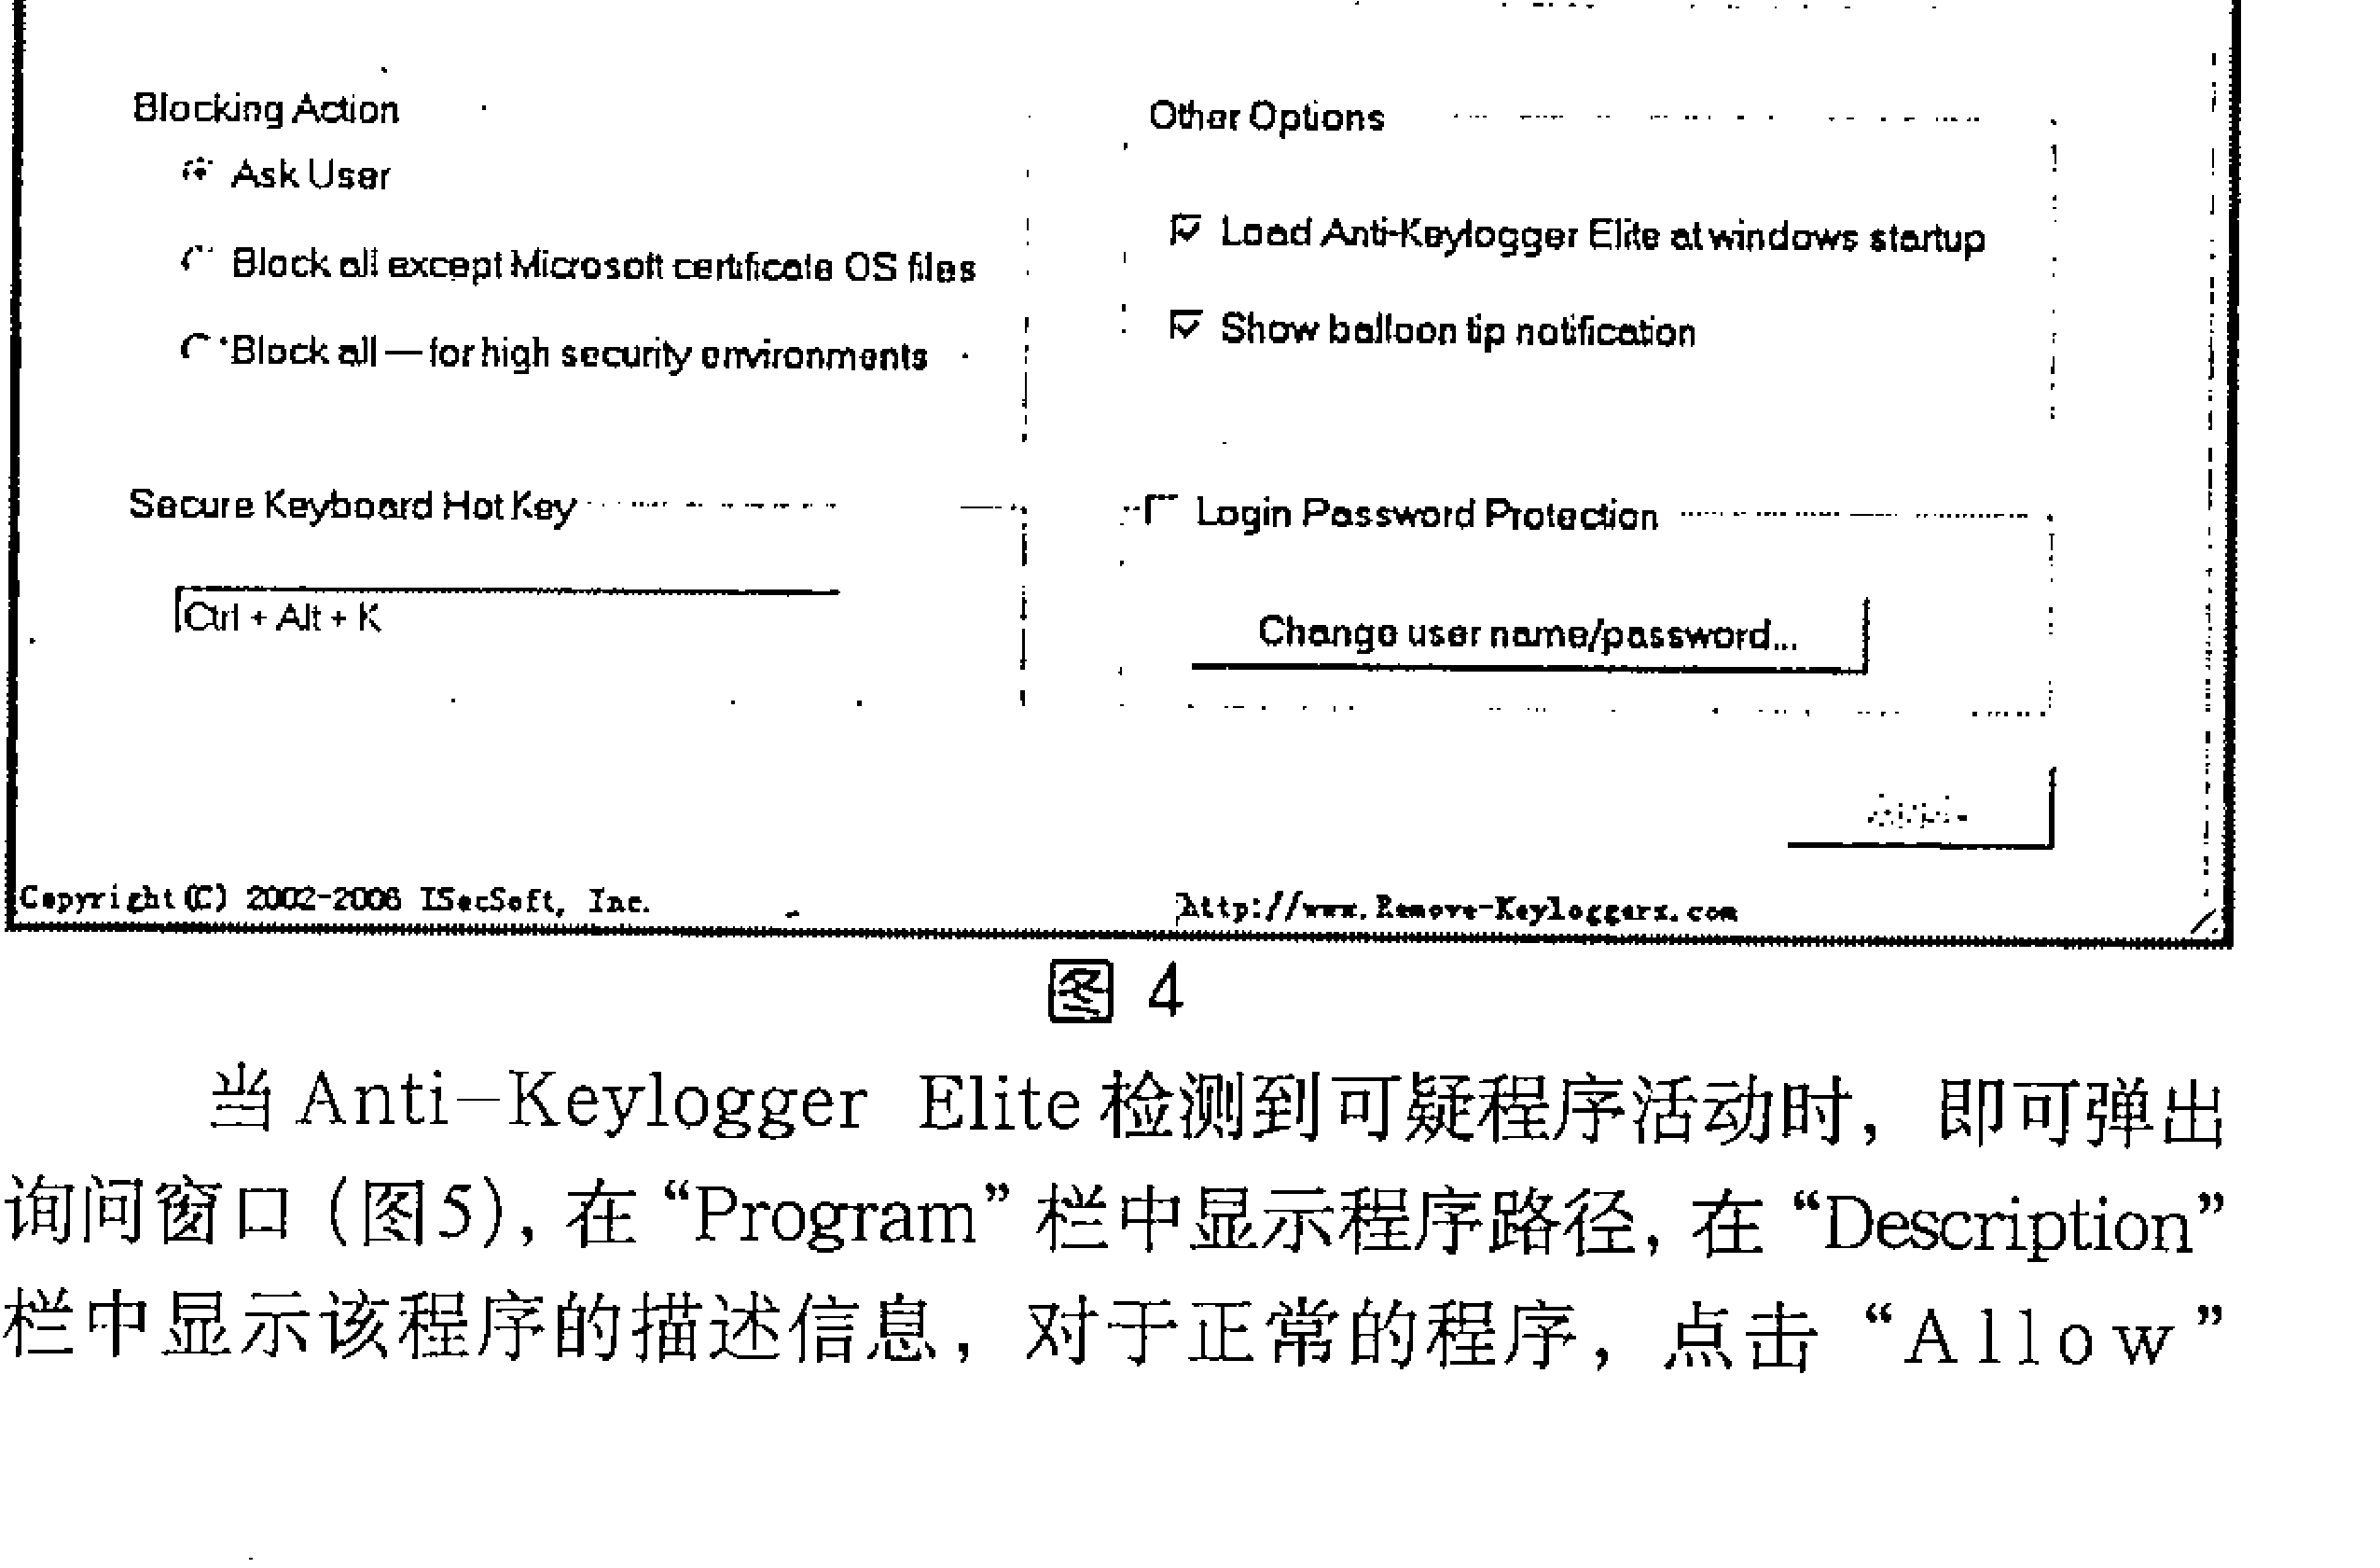 Blocking Action
Ask User
Block all except Microsoft certificate OS files
Block all — for high security environments
Other Options
Load Anti-Keylogger Elite at windows startup
Show balloon tip notification
Secure Keyboard Hot Key
Ctrl + Alt + K
Login Password Protection
Change user name/password...
Copyright (C) 2002-2006 ISecSoft, Inc.
http://www.Remove-Keyloggers.com
图 4
当 Anti-Keylogger Elite 检测到可疑程序活动时，即可弹出
询问窗口（图5），在“Program”栏中显示程序路径，在“Description”
栏中显示该程序的描述信息，对于正常的程序，点击“Allow”